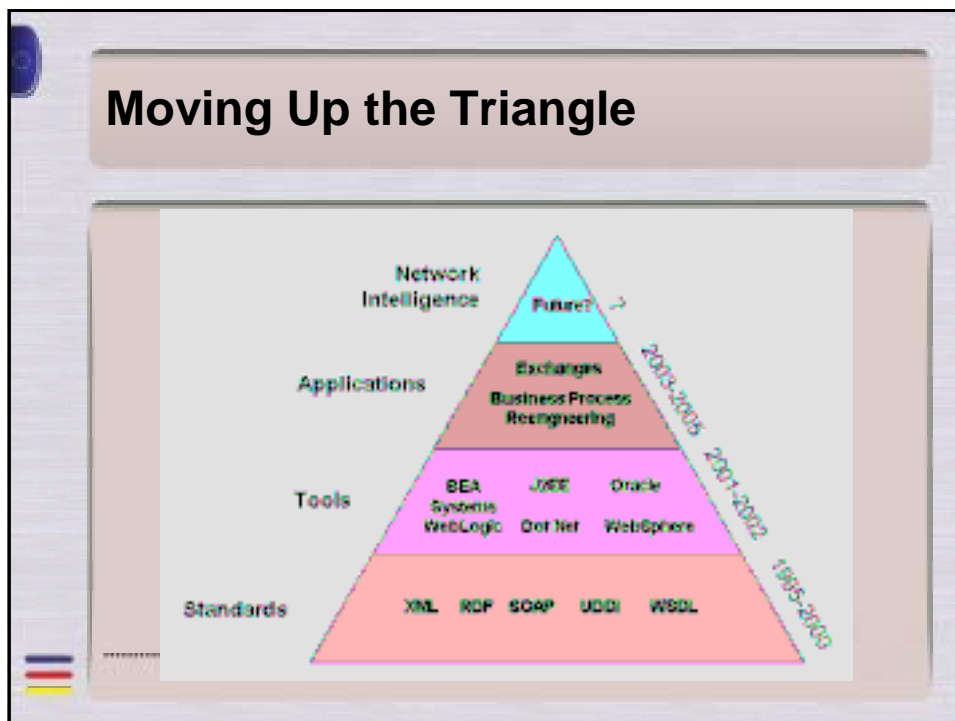 Moving Up the Triangle
Network
Intelligence
Future?
?
Applications
Exchanges
Business Process
Reengneering
2003-2005
Tools
BEA
Systems
WebLogic
J2EE
Oracle
Dot Net
WebSphere
2001-2002
Standards
XML RDF SOAP UDDI WSDL
1995-2000